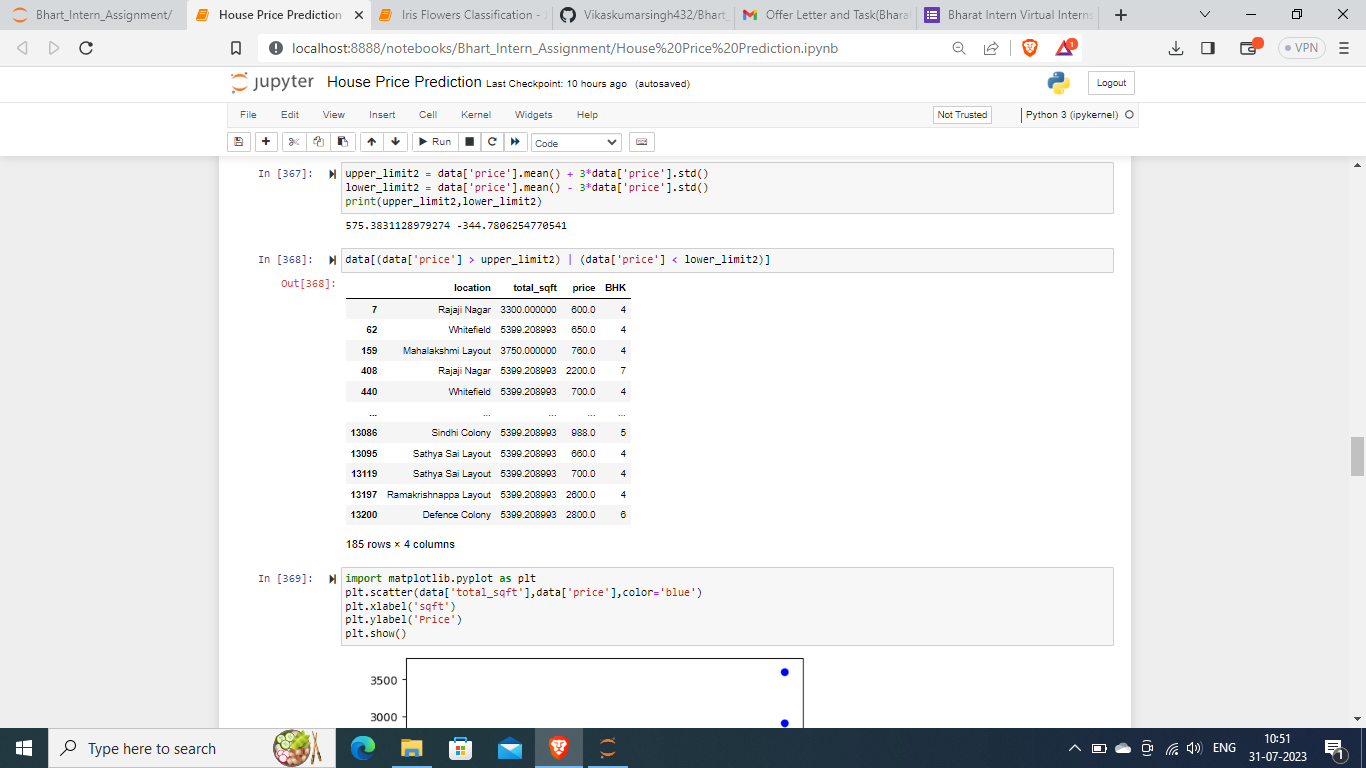 Bhart_Intern_Assignment/
House Price Prediction
Iris Flowers Classification - J
Vikaskumarsingh432/Bhart_
Offer Letter and Task(Bharat
Bharat Intern Virtual Interns
localhost:8888/notebooks/Bhart_Intern_Assignment/House%20Price%20Prediction.ipynb
1
VPN
jupyter House Price Prediction Last Checkpoint: 10 hours ago (autosaved)
Logout
File Edit View Insert Cell Kernel Widgets Help
Not Trusted
Python 3 (ipykernel)
Run
Code
In [367]:
upper_limit2 = data['price'].mean() + 3*data['price'].std()
lower_limit2 = data['price'].mean() - 3*data['price'].std()
print(upper_limit2,lower_limit2)
575.3831128979274 -344.7806254770541
In [368]:
data[(data['price'] > upper_limit2) | (data['price'] < lower_limit2)]
Out[368]:
location total_sqft price BHK
7 Rajaji Nagar 3300.000000 600.0 4
62 Whitefield 5399.208993 650.0 4
159 Mahalakshmi Layout 3750.000000 760.0 4
408 Rajaji Nagar 5399.208993 2200.0 7
440 Whitefield 5399.208993 700.0 4
... ... ... ... ...
13086 Sindhi Colony 5399.208993 988.0 5
13095 Sathya Sai Layout 5399.208993 660.0 4
13119 Sathya Sai Layout 5399.208993 700.0 4
13197 Ramakrishnappa Layout 5399.208993 2600.0 4
13200 Defence Colony 5399.208993 2800.0 6
185 rows × 4 columns
In [369]:
import matplotlib.pyplot as plt
plt.scatter(data['total_sqft'],data['price'],color='blue')
plt.xlabel('sqft')
plt.ylabel('Price')
plt.show()
3500
3000
Type here to search
ENG
10:51
31-07-2023
1